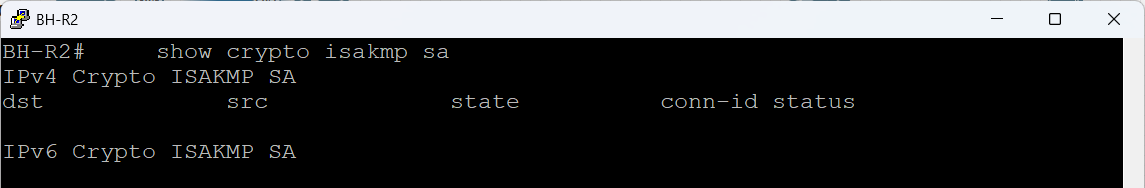 BH-R2
BH-R2#     show crypto isakmp sa
IPv4 Crypto ISAKMP SA
dst             src             state          conn-id status
IPv6 Crypto ISAKMP SA